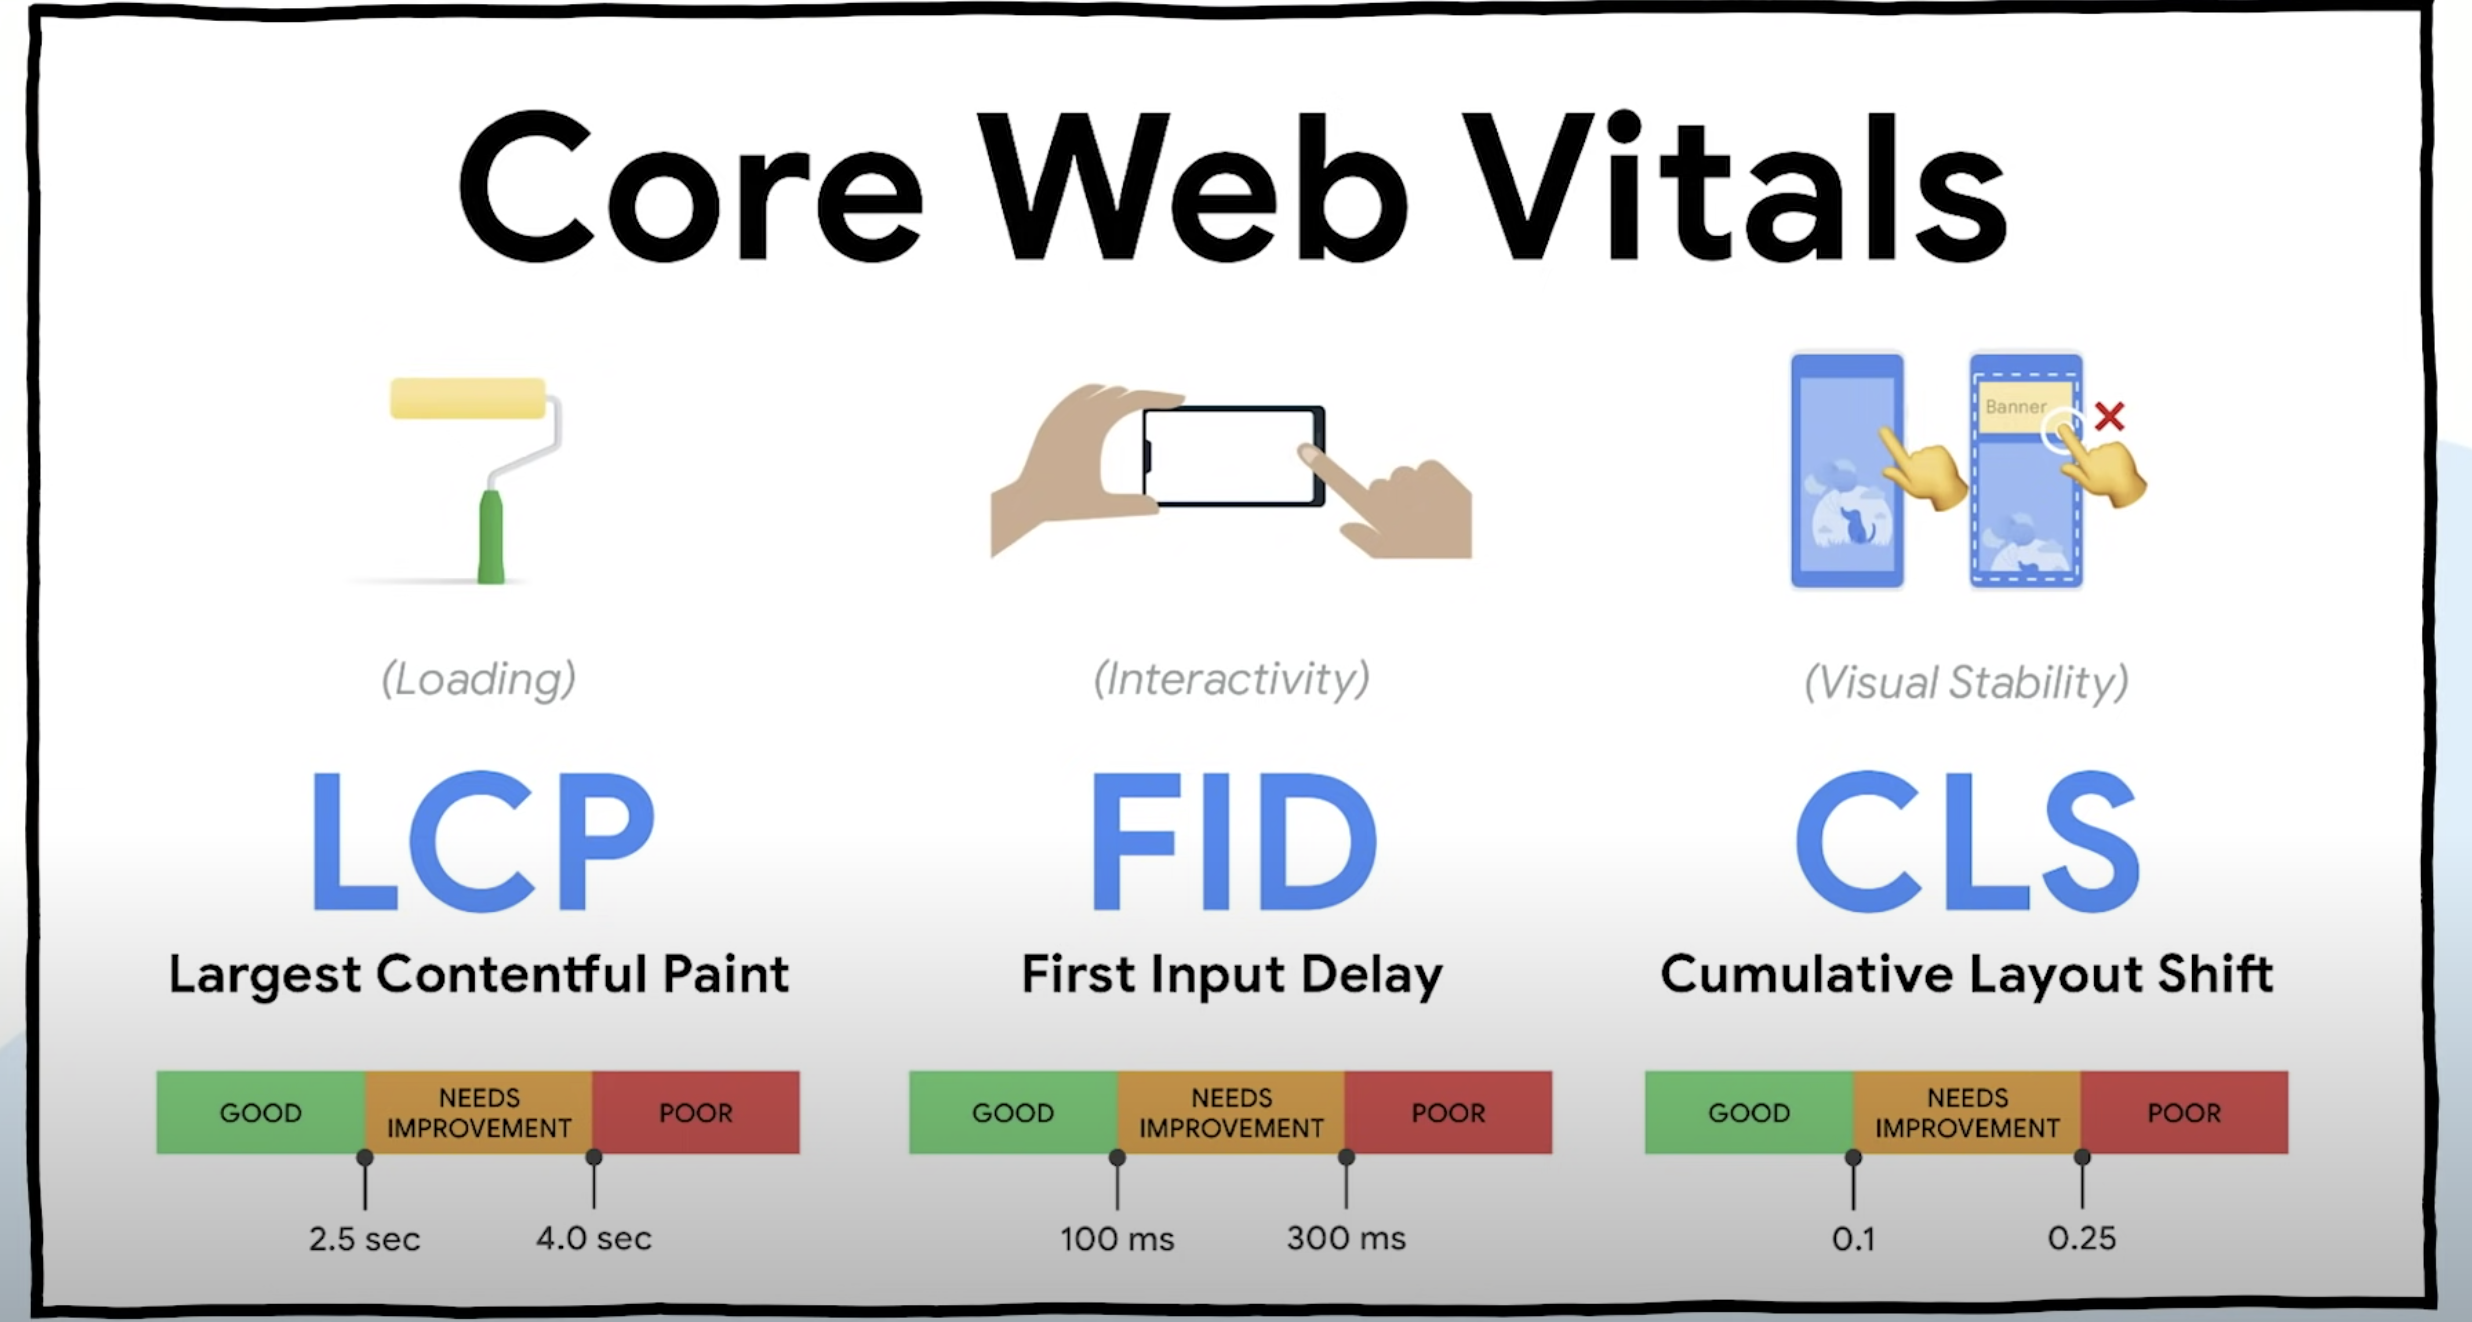 Core Web Vitals
Banner
(Loading)
(Interactivity)
(Visual Stability)
LCP
FID
CLS
Largest Contentful Paint
First Input Delay
Cumulative Layout Shift
GOOD
NEEDS
IMPROVEMENT
POOR
2.5 sec
4.0 sec
GOOD
NEEDS
IMPROVEMENT
POOR
100 ms
300 ms
GOOD
NEEDS
IMPROVEMENT
POOR
0.1
0.25